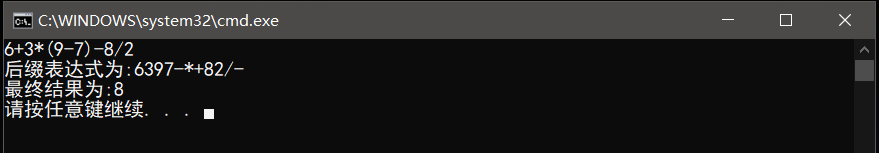 C:\WINDOWS\system32\cmd.exe
6+3*(9-7)-8/2
后缀表达式为:6397-*+82/-
最终结果为:8
请按任意键继续. . .